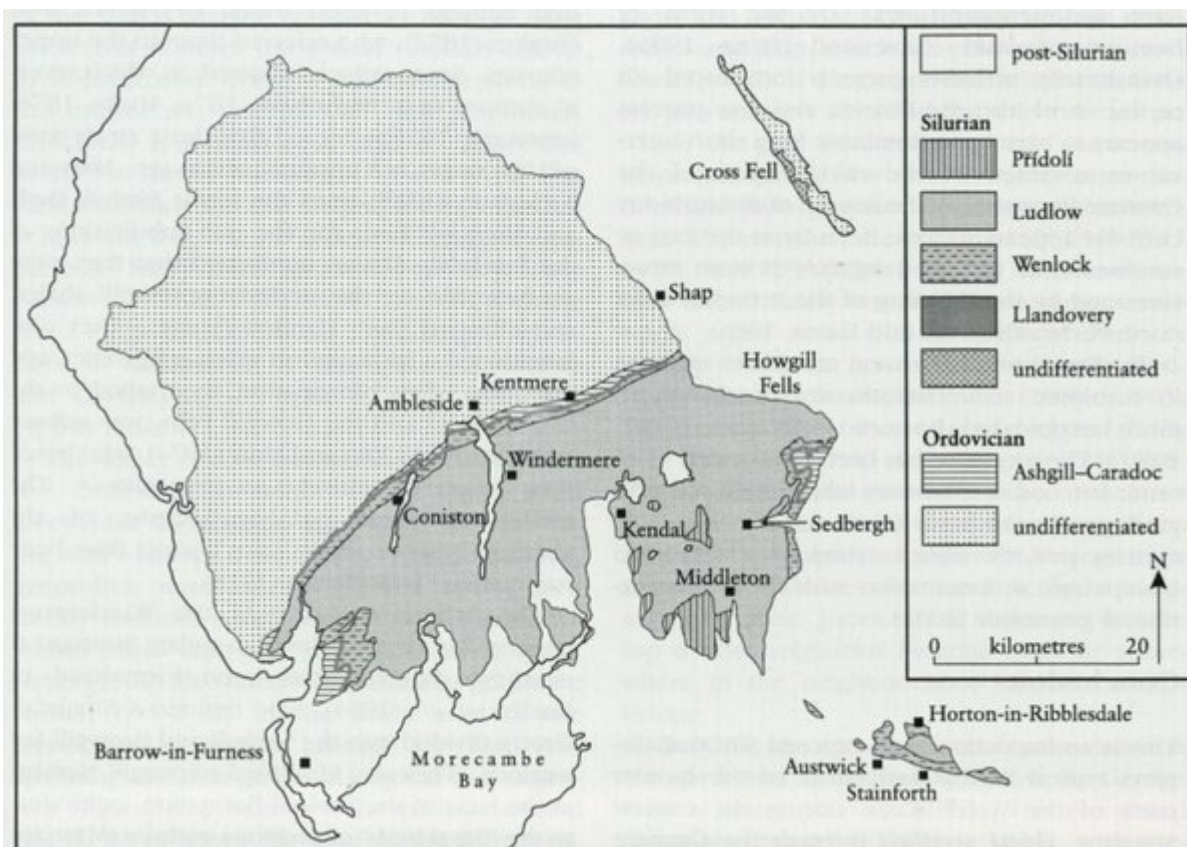 post-Silurian
Silurian
Přídolí
Ludlow
Wenlock
Llandovery
undifferentiated
Ordovician
Ashgill–Caradoc
undifferentiated
N
0 kilometres 20
Cross Fell
Shap
Howgill
Fells
Kentmere
Ambleside
Windermere
Coniston
Kendal
Sedbergh
Middleton
Horton-in-Ribblesdale
Austwick
Stainforth
Barrow-in-Furness
Morecambe
Bay